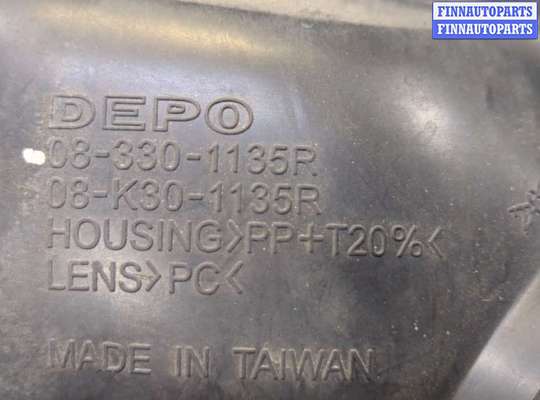 FINNAUTOPARTS
FINNAUTOPARTS
DEPO
08-330-1135R
08-K30-1135R
HOUSING>PP+T20%<
LENS>PC<
MADE IN TAIWAN